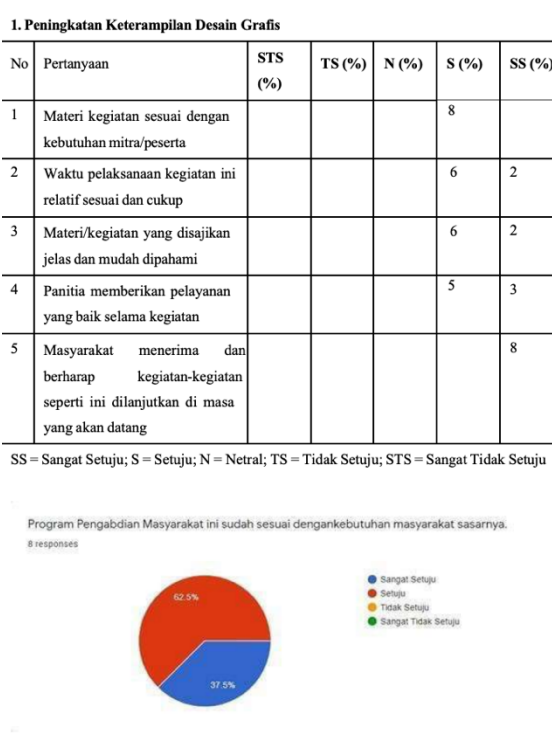 1. Peningkatan Keterampilan Desain Grafis
No Pertanyaan STS (%) TS (%) N (%) S (%) SS (%)
1 Materi kegiatan sesuai dengan 8
kebutuhan mitra/peserta
2 Waktu pelaksanaan kegiatan ini 6 2
relatif sesuai dan cukup
3 Materi/kegiatan yang disajikan 6 2
jelas dan mudah dipahami
4 Panitia memberikan pelayanan 5 3
yang baik selama kegiatan
5 Masyarakat menerima dan 8
berharap kegiatan-kegiatan
seperti ini dilanjutkan di masa
yang akan datang
SS = Sangat Setuju; S = Setuju; N = Netral; TS = Tidak Setuju; STS = Sangat Tidak Setuju
Program Pengabdian Masyarakat ini sudah sesuai dengankebutuhan masyarakat sasarnya.
8 responses
62.5%
37.5%
Sangat Setuju
Setuju
Tidak Setuju
Sangat Tidak Setuju